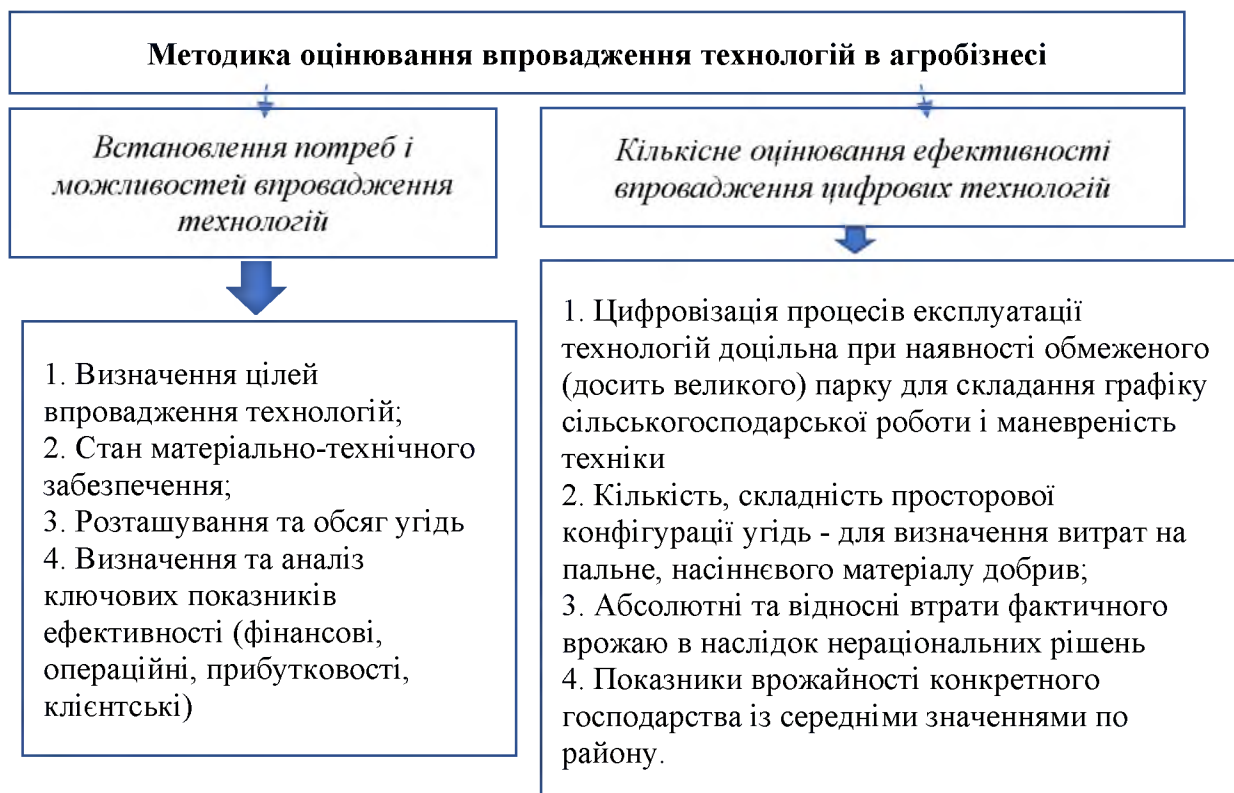 Методика оцінювання впровадження технологій в агробізнесі
Встановлення потреб і
можливостей впровадження
технологій
Кількісне оцінювання ефективності
впровадження цифрових технологій
1. Визначення цілей
впровадження технологій;
2. Стан матеріально-технічного
забезпечення;
3. Розташування та обсяг угідь
4. Визначення та аналіз
ключових показників
ефективності (фінансові,
операційні, прибутковості,
клієнтські)
1. Цифровізація процесів експлуатації
технологій доцільна при наявності обмеженого
(досить великого) парку для складання графіку
сільськогосподарської роботи і маневреність
техніки
2. Кількість, складність просторової
конфігурації угідь - для визначення витрат на
пальне, насіннєвого матеріалу добрив;
3. Абсолютні та відносні втрати фактичного
врожаю в наслідок нераціональних рішень
4. Показники врожайності конкретного
господарства із середніми значеннями по
району.